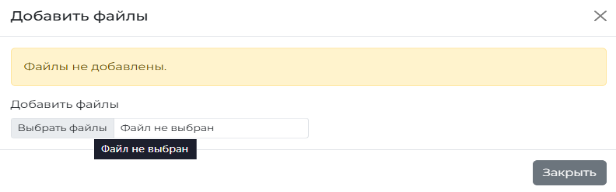 Добавить файлы
Файлы не добавлены.
Добавить файлы
Выбрать файлы Файл не выбран
Файл не выбран
Закрыть